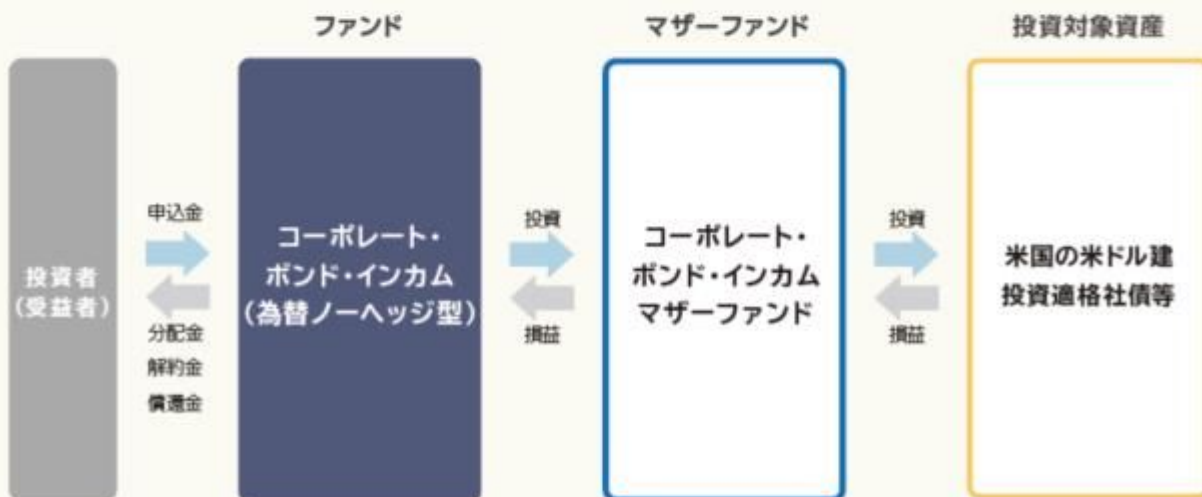 ファンド
マザーファンド
投資対象資産
投資者
(受益者)
申込金
分配金
解約金
償還金
コーポレート・
ボンド・インカム
(為替ノーヘッジ型)
投資
損益
コーポレート・
ボンド・インカム
マザーファンド
投資
損益
米国の米ドル建
投資適格社債等